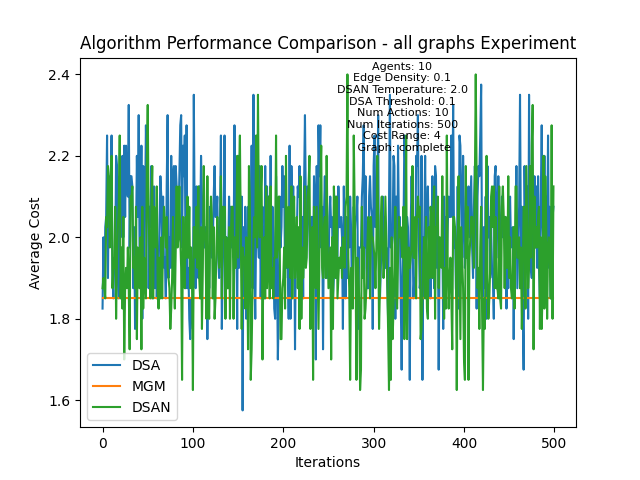 Algorithm Performance Comparison - all graphs Experiment
Agents: 10
Edge Density: 0.1
DSAN Temperature: 2.0
DSA Threshold: 0.1
Num Actions: 10
Num Iterations: 500
Cost Range: 4
Graph: complete
Average Cost
2.4
2.2
2.0
1.8
1.6
DSA
MGM
DSAN
0 100 200 300 400 500
Iterations